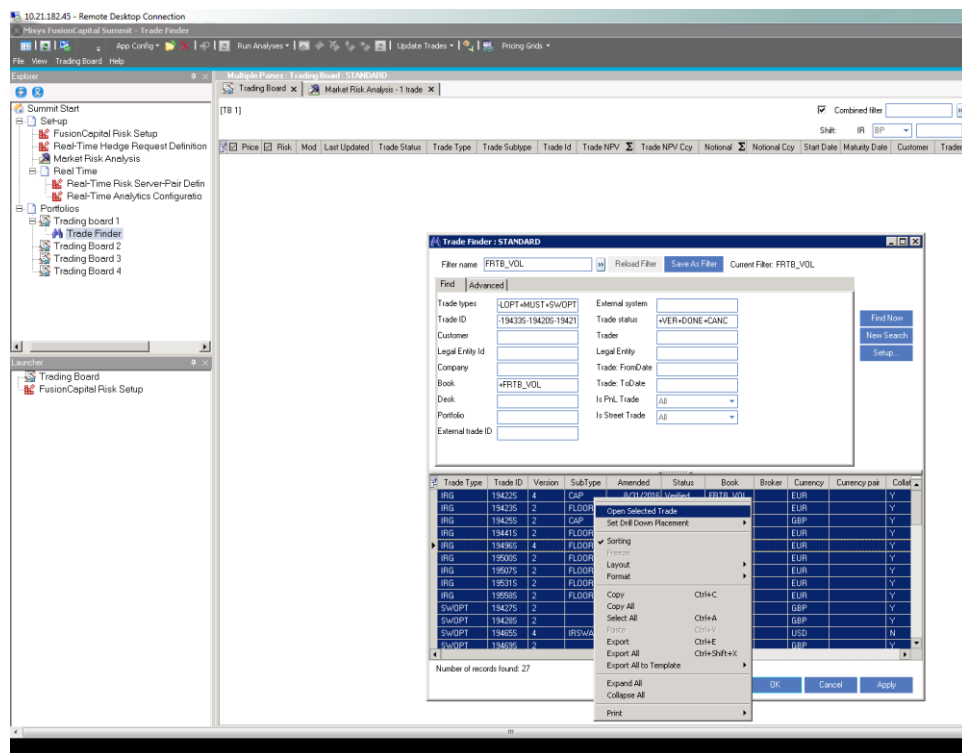 10.21.182.45 - Remote Desktop Connection
Misys FusionCapital Summit - Trade Finder
App Config Run Analyses Update Trades Pricing Grids
File View Trading Board Help
Explorer
Multiple Panes : Trading Board : STANDARD
Trading Board Market Risk Analysis - 1 trade
Summit Start
Set-up
FusionCapital Risk Setup
Real-Time Hedge Request Definition
Market Risk Analysis
Real Time
Real-Time Risk Server-Pair Defin
Real-Time Analytics Configuratio
Portfolios
Trading board 1
Trade Finder
Trading Board 2
Trading Board 3
Trading Board 4
[TB 1]
Combined filter
Shift: IR BP
Price Risk Mod Last Updated Trade Status Trade Type Trade Subtype Trade Id Trade NPV Σ Trade NPV Ccy Notional Σ Notional Ccy Start Date Maturity Date Customer Trader
Launcher
Trading Board
FusionCapital Risk Setup
Trade Finder : STANDARD
Filter name FRTB_VOL Reload Filter Save As Filter Current Filter: FRTB_VOL
Find Advanced
Trade types -LOPT+MUST+SWOPT External system
Trade ID -19433S-19420S-19421 Trade status +VER+DONE+CANC Find Now
Customer Trader New Search
Legal Entity Id Legal Entity Setup...
Company Trade: FromDate
Book +FRTB_VOL Trade: ToDate
Desk Is PnL Trade All
Portfolio Is Street Trade All
External trade ID
Trade Type Trade ID Version SubType Amended Status Book Broker Currency Currency pair Collat
IRG 19422S 4 CAP 8/31/2016 Verified FRTB_VOL EUR Y
IRG 19423S 2 FLOOR EUR Y
IRG 19425S 2 CAP GBP Y
IRG 19441S 2 FLOOR EUR Y
IRG 19496S 4 FLOOR EUR Y
IRG 19500S 2 FLOOR EUR Y
IRG 19507S 2 FLOOR EUR Y
IRG 19531S 2 FLOOR EUR Y
IRG 19558S 2 FLOOR EUR Y
SWOPT 19427S 2 GBP Y
SWOPT 19428S 2 GBP Y
SWOPT 19465S 4 IRSWA USD N
SWOPT 19469S 2 GBP Y
Open Selected Trade
Set Drill Down Placement
Sorting
Freeze
Layout
Format
Copy Ctrl+C
Copy All
Select All Ctrl+A
Paste Ctrl+V
Export Ctrl+E
Export All Ctrl+Shift+X
Export All to Template
Expand All
Collapse All
Print
Number of records found: 27
OK Cancel Apply